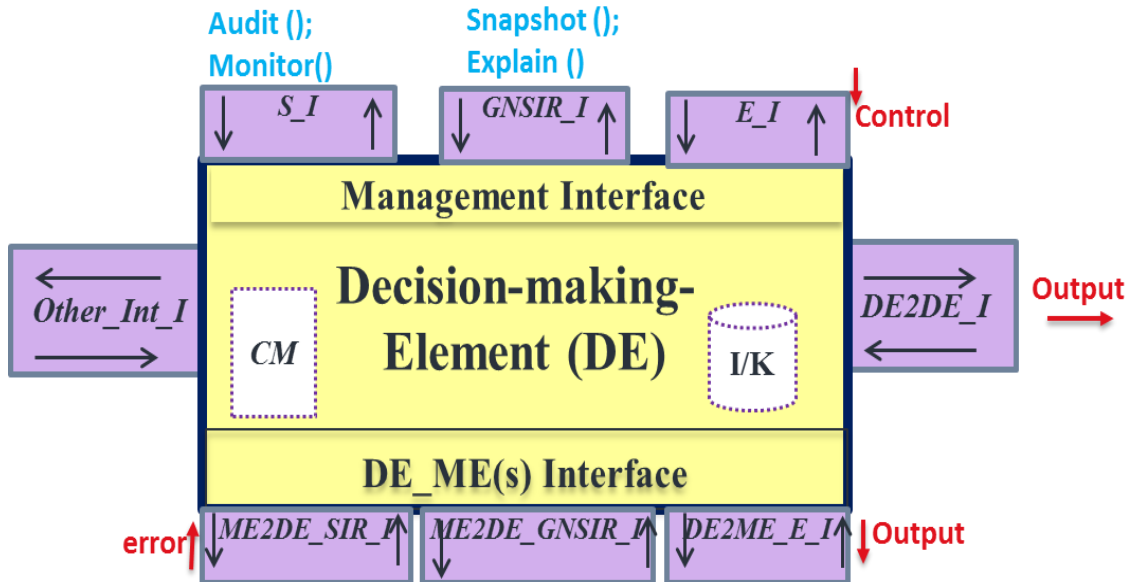 Audit ();
Monitor()
Snapshot ();
Explain ()
S_I
GNSIR_I
E_I
Control
Management Interface
Other_Int_I
Decision-making-
Element (DE)
CM
I/K
DE2DE_I
Output
DE_ME(s) Interface
error
ME2DE_SIR_I
ME2DE_GNSIR_I
DE2ME_E_I
Output